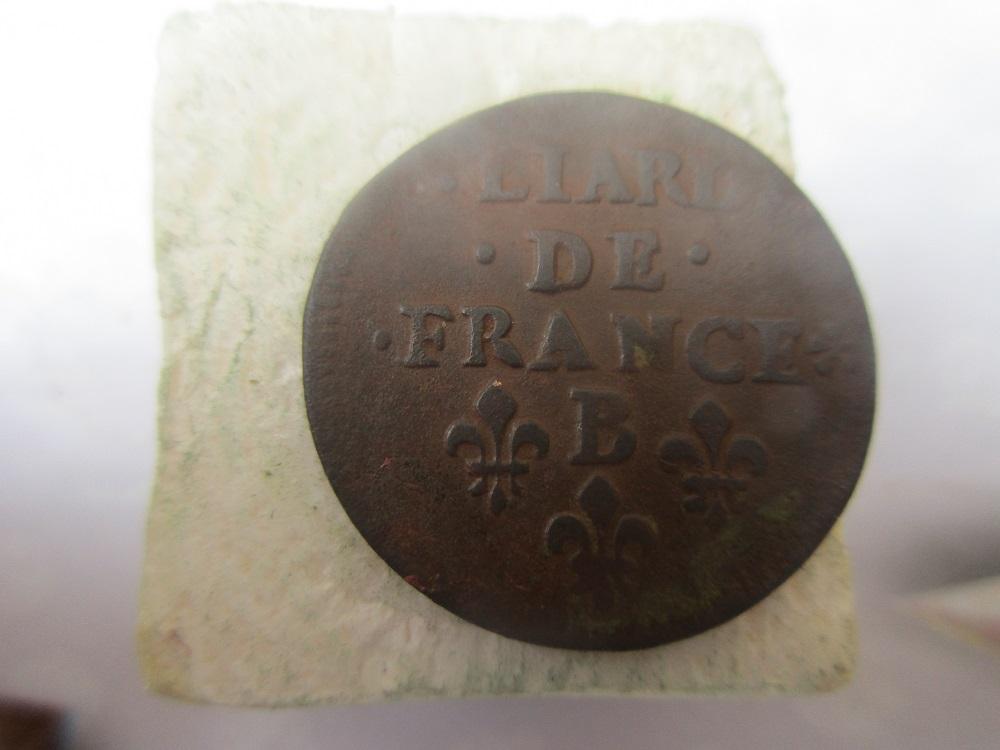 · LIARD
· DE ·
· FRANCE ·
B